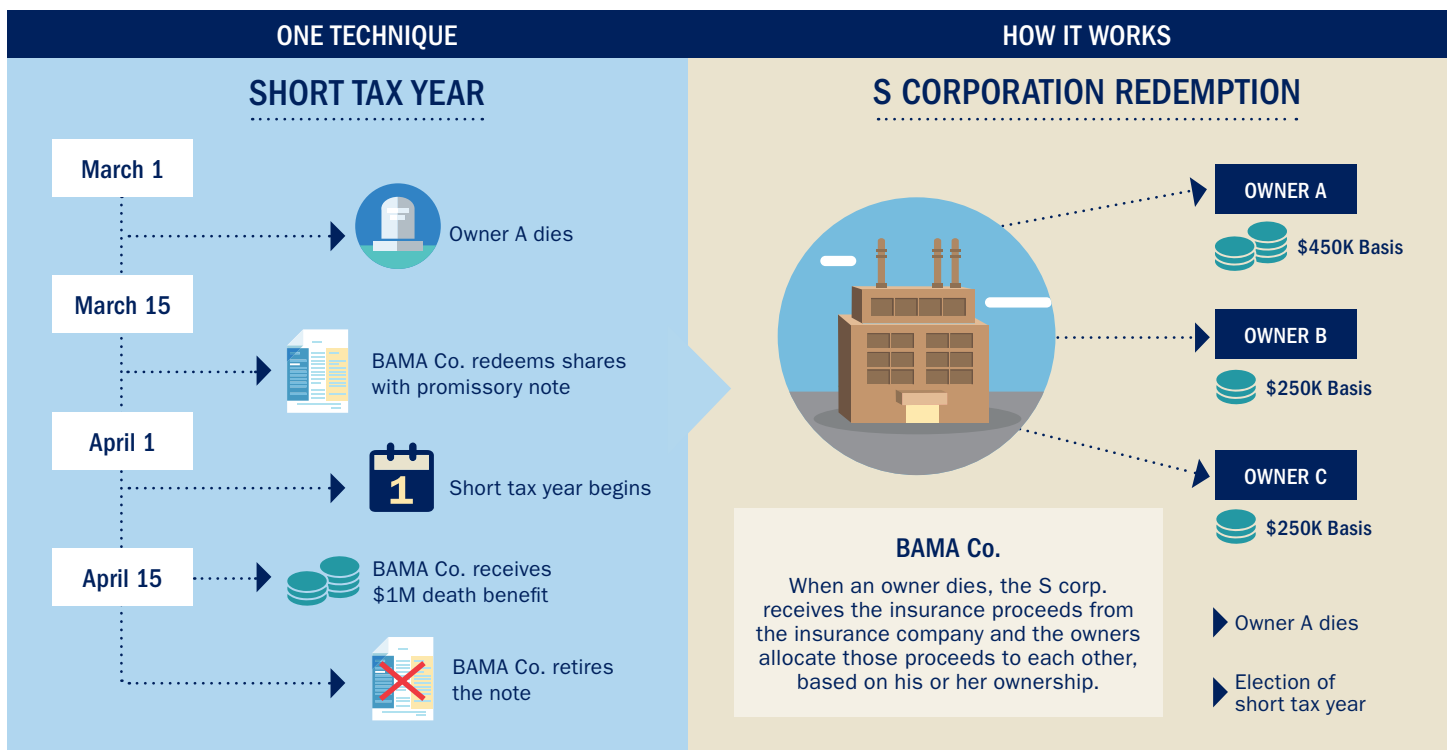 ONE TECHNIQUE
SHORT TAX YEAR
March 1
Owner A dies
March 15
BAMA Co. redeems shares
with promissory note
April 1
1
Short tax year begins
April 15
BAMA Co. receives
$1M death benefit
BAMA Co. retires
the note
HOW IT WORKS
S CORPORATION REDEMPTION
OWNER A
$450K Basis
OWNER B
$250K Basis
OWNER C
$250K Basis
BAMA Co.
When an owner dies, the S corp.
receives the insurance proceeds from
the insurance company and the owners
allocate those proceeds to each other,
based on his or her ownership.
Owner A dies
Election of
short tax year